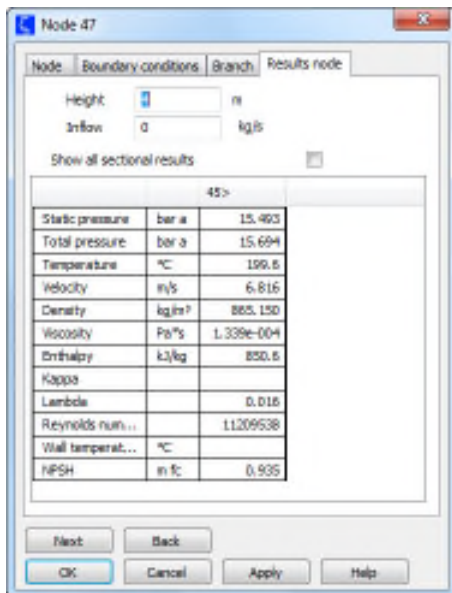 Node 47
Node Boundary conditions Branch Results node
Height m
Inflow 0 kg/s
Show all sectional results
45>
Static pressure bar a 15.493
Total pressure bar a 15.694
Temperature °C 199.6
Velocity m/s 6.816
Density kg/m³ 865.150
Viscosity Pa*s 1.339e-004
Enthalpy kJ/kg 850.6
Kappa
Lambda 0.016
Reynolds num... 11209538
Wall temperat... °C
NPSH m fc 0.935
Next Back
OK Cancel Apply Help